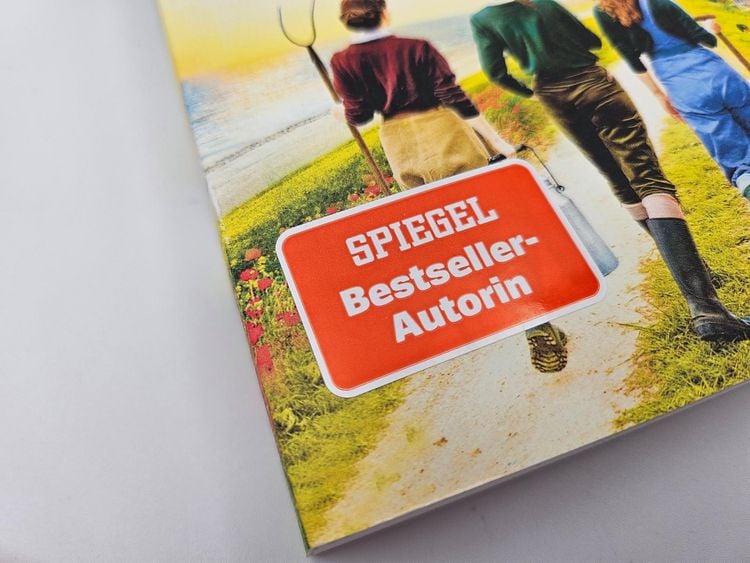 SPIEGEL
Bestseller-
Autorin